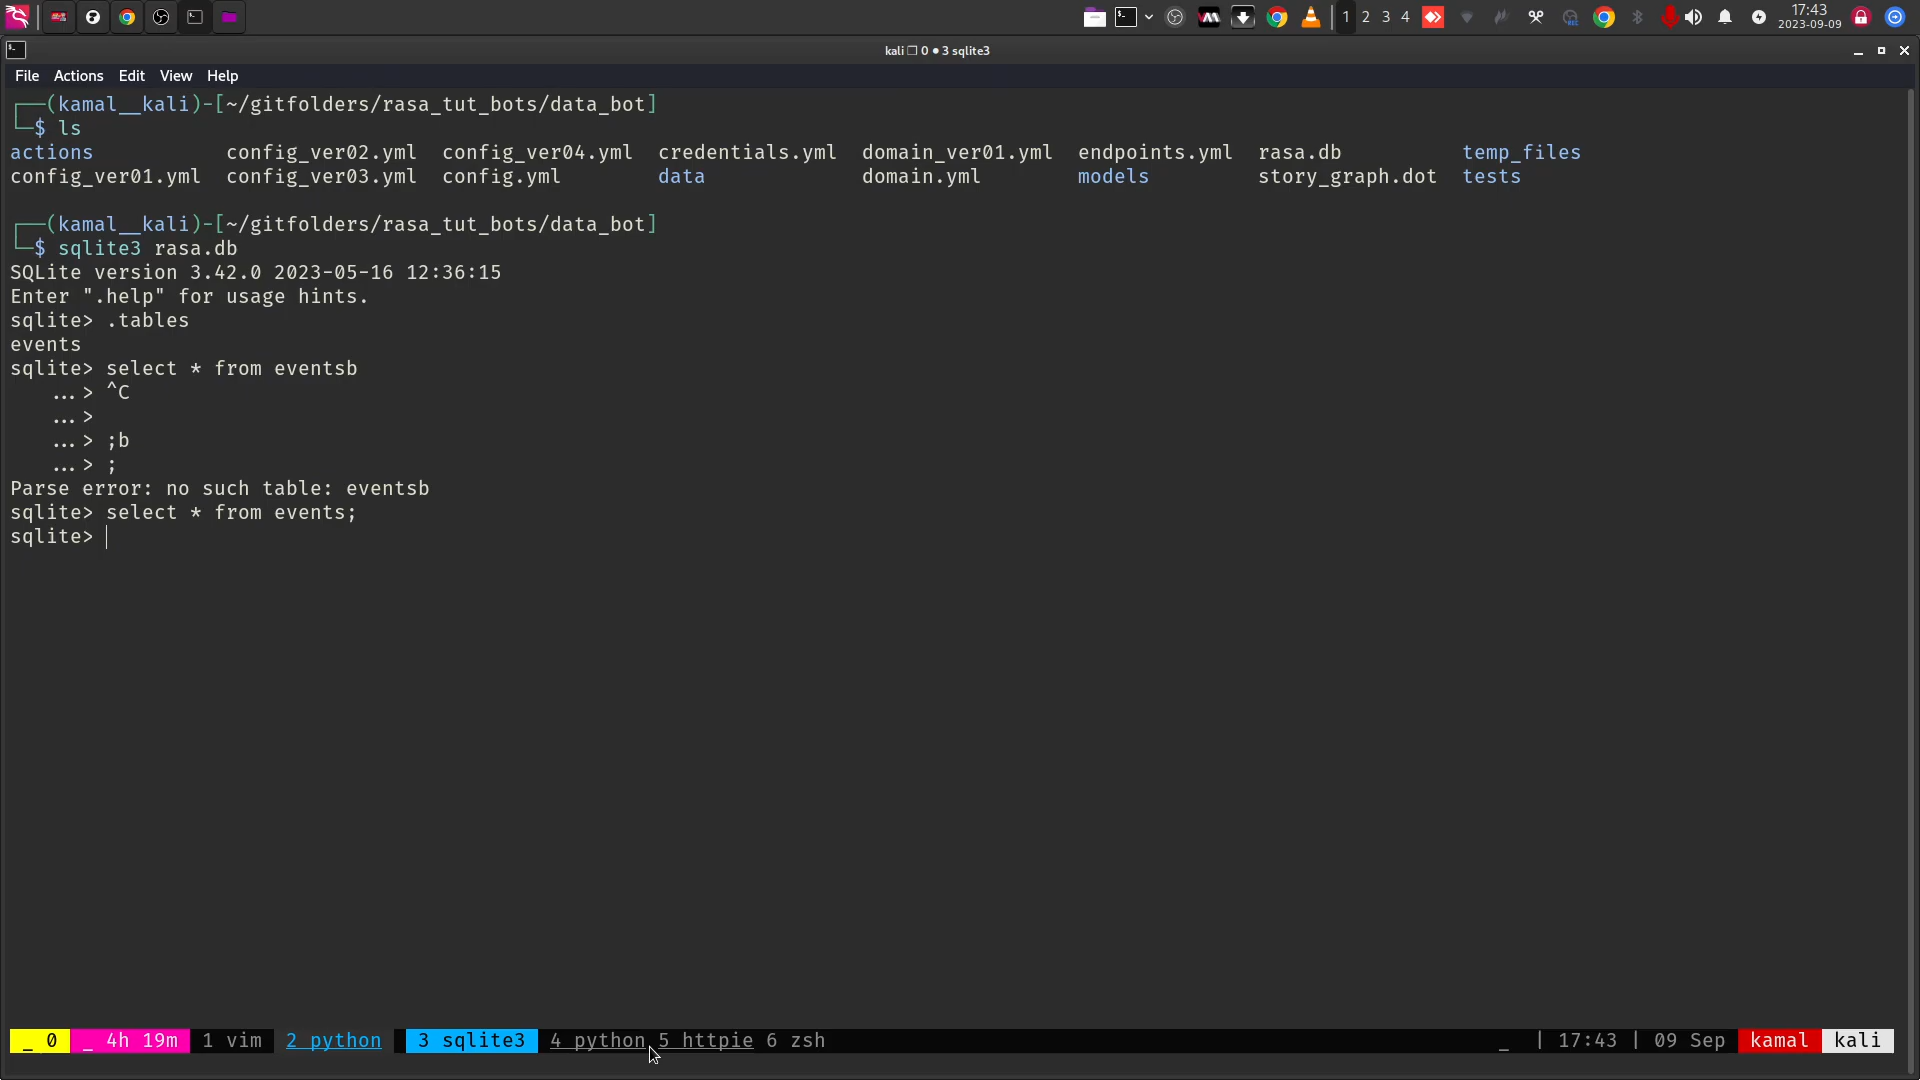 1 2 3 4
17:43
2023-09-09
kali ❐ 0 ● 3 sqlite3
File Actions Edit View Help
┌──(kamal__kali)-[~/gitfolders/rasa_tut_bots/data_bot]
└─$ ls
actions config_ver02.yml config_ver04.yml credentials.yml domain_ver01.yml endpoints.yml rasa.db temp_files
config_ver01.yml config_ver03.yml config.yml data domain.yml models story_graph.dot tests
┌──(kamal__kali)-[~/gitfolders/rasa_tut_bots/data_bot]
└─$ sqlite3 rasa.db
SQLite version 3.42.0 2023-05-16 12:36:15
Enter ".help" for usage hints.
sqlite> .tables
events
sqlite> select * from eventsb
...> ^C
...>
...> ;b
...> ;
Parse error: no such table: eventsb
sqlite> select * from events;
sqlite>
_ 0 _ 4h 19m 1 vim 2 python 3 sqlite3 4 python 5 httpie 6 zsh _ | 17:43 | 09 Sep kamal kali